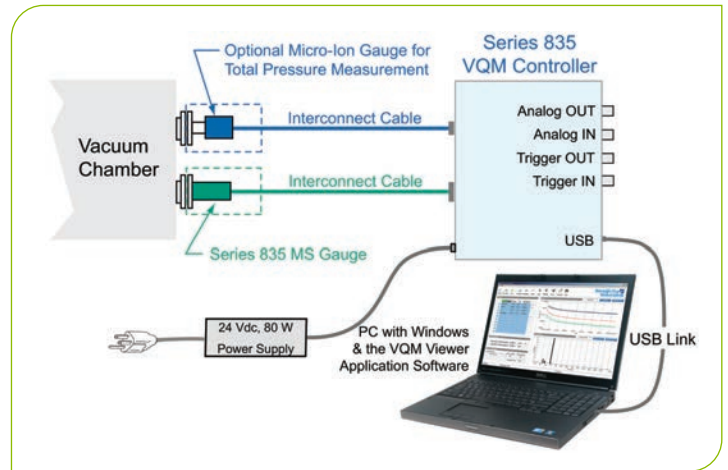 Optional Micro-Ion Gauge for
Total Pressure Measurement
Series 835
VQM Controller
Interconnect Cable
Analog OUT
Analog IN
Trigger OUT
Trigger IN
Vacuum
Chamber
Interconnect Cable
Series 835 MS Gauge
USB
24 Vdc, 80 W
Power Supply
PC with Windows
& the VQM Viewer
Application Software
USB Link